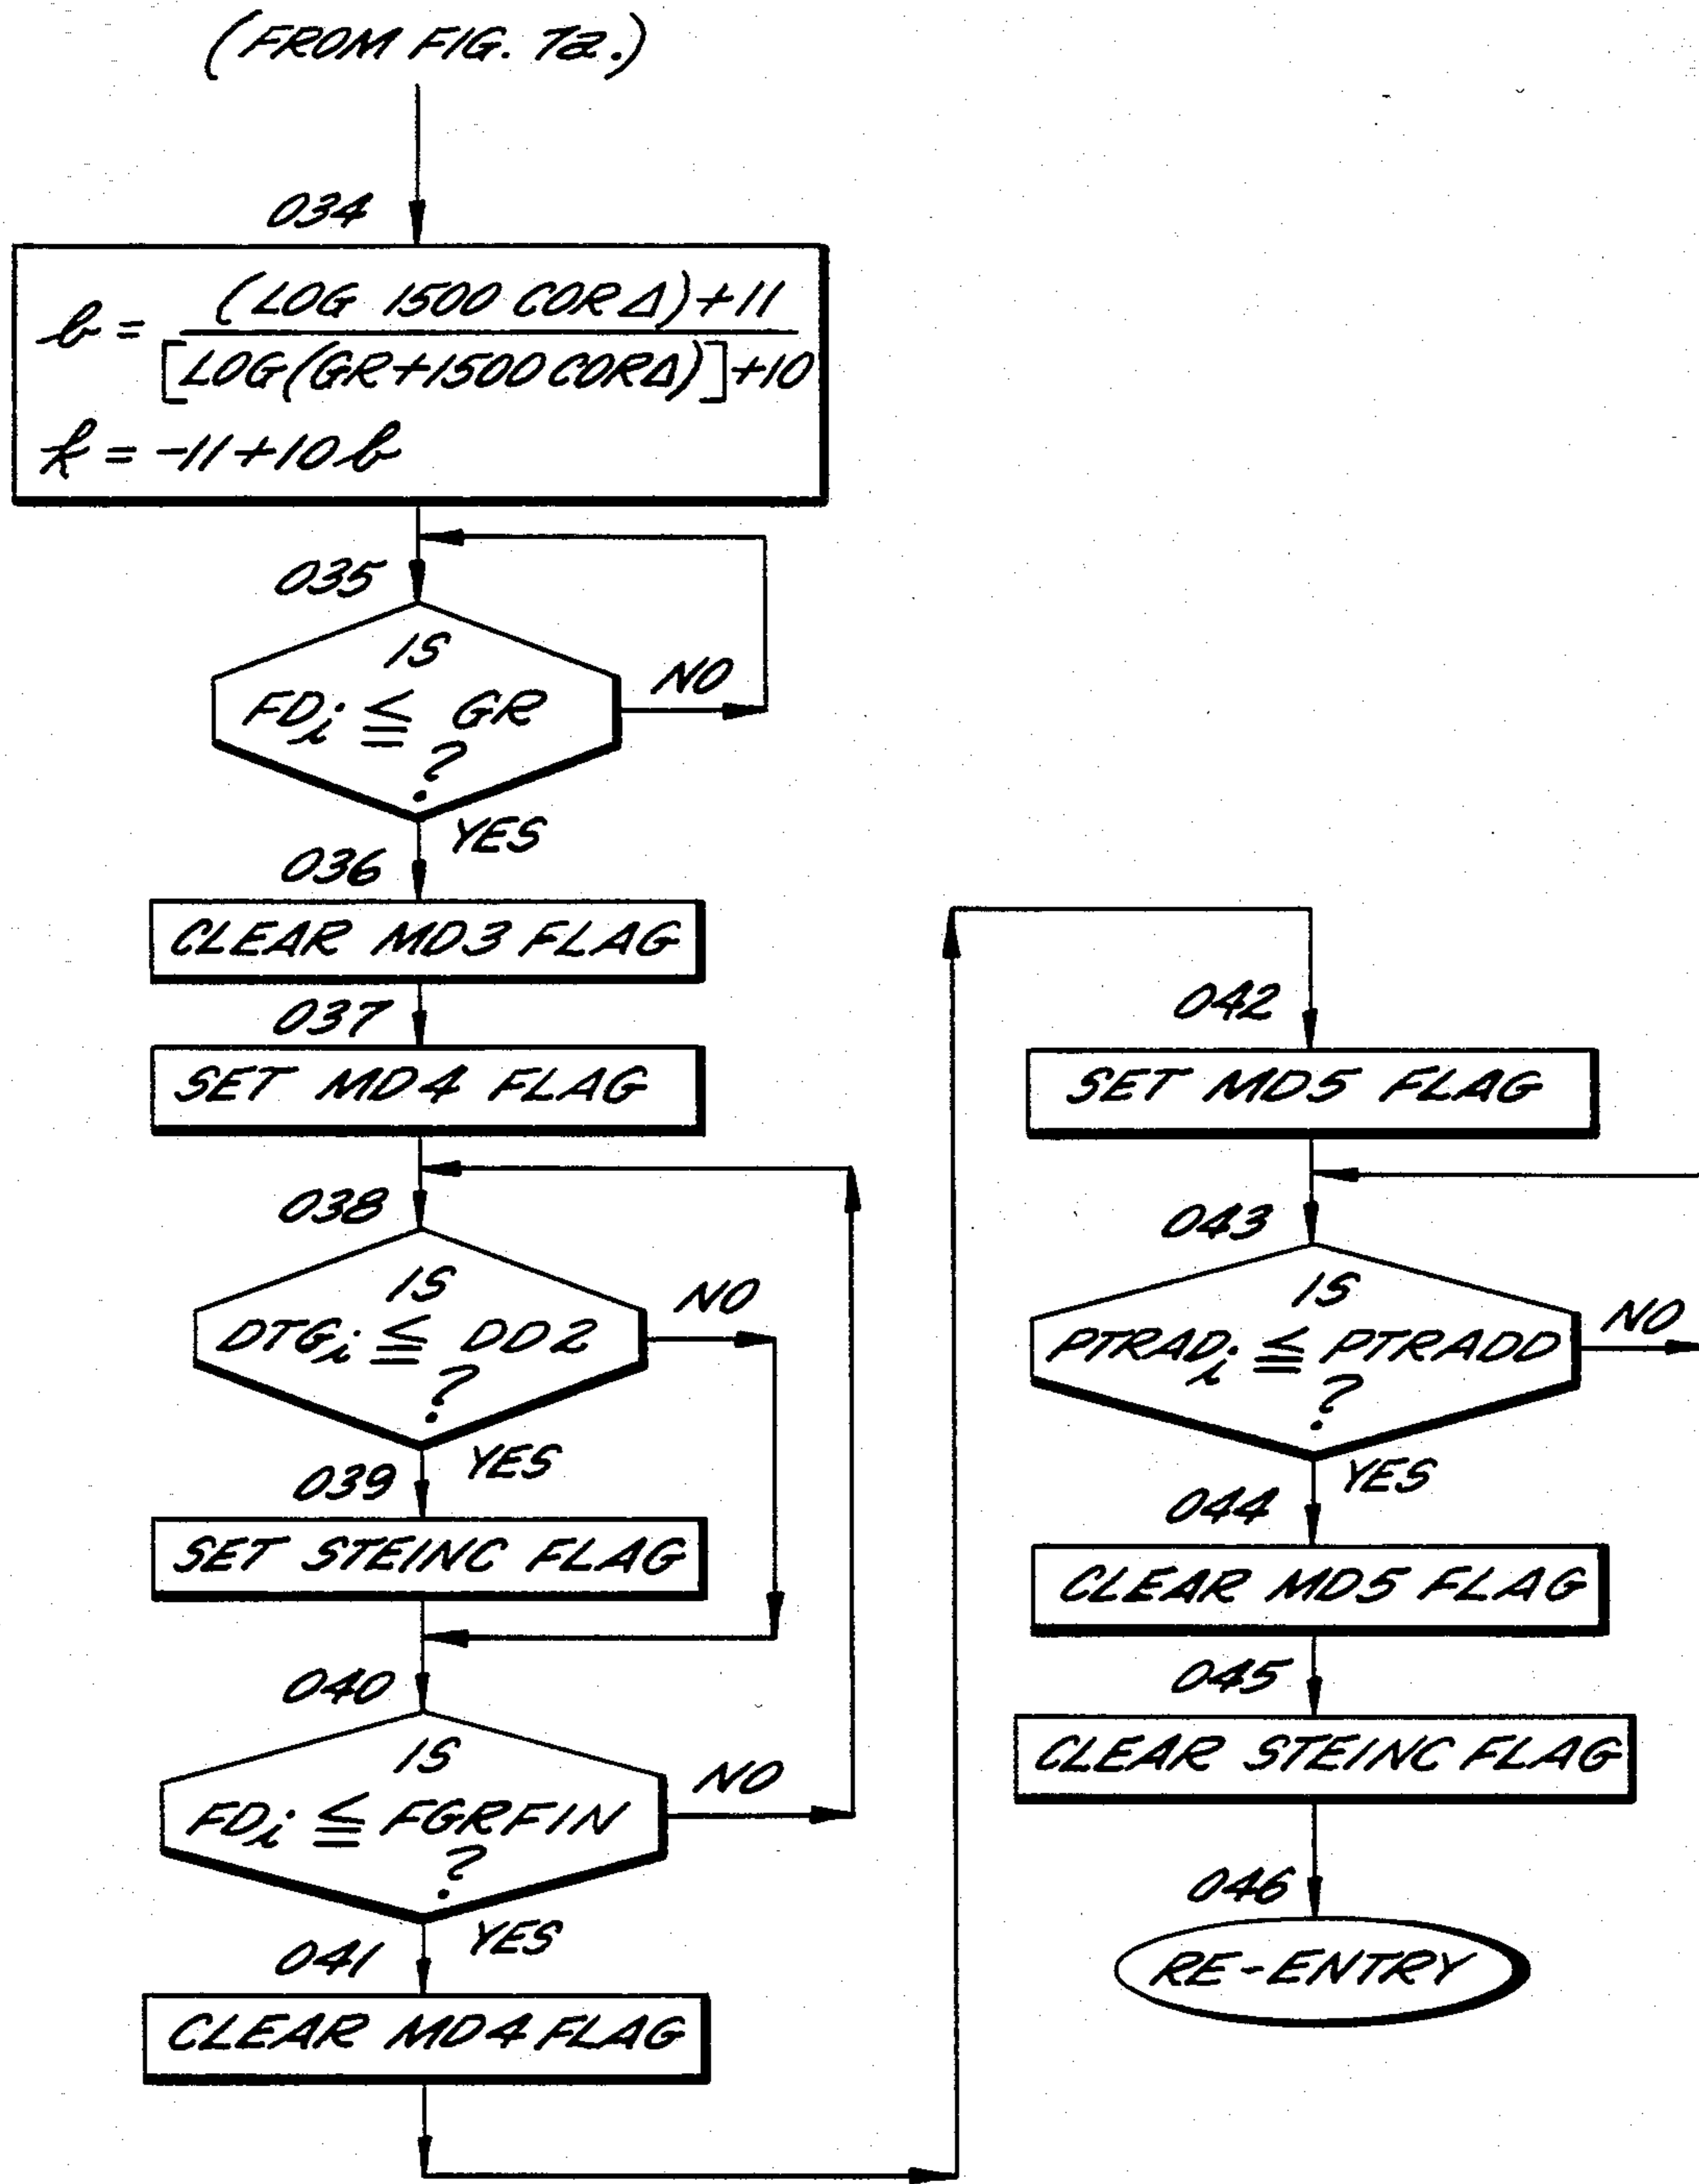 (FROM FIG. 7a.)
034
b = (LOG 1500 COR Δ)+11
[LOG(GR+1500 CORΔ)]+10
k = -11+10 b
035
IS
FDi ≦ GR
?
NO
YES
036
CLEAR MD3 FLAG
037
SET MD4 FLAG
038
IS
DTGi ≦ DD2
?
NO
YES
039
SET STEINC FLAG
040
IS
FDi ≦ FGRFIN
?
NO
YES
041
CLEAR MD4 FLAG
042
SET MD5 FLAG
043
IS
PTRADi ≦ PTRADD
?
NO
YES
044
CLEAR MD5 FLAG
045
CLEAR STEINC FLAG
046
RE-ENTRY